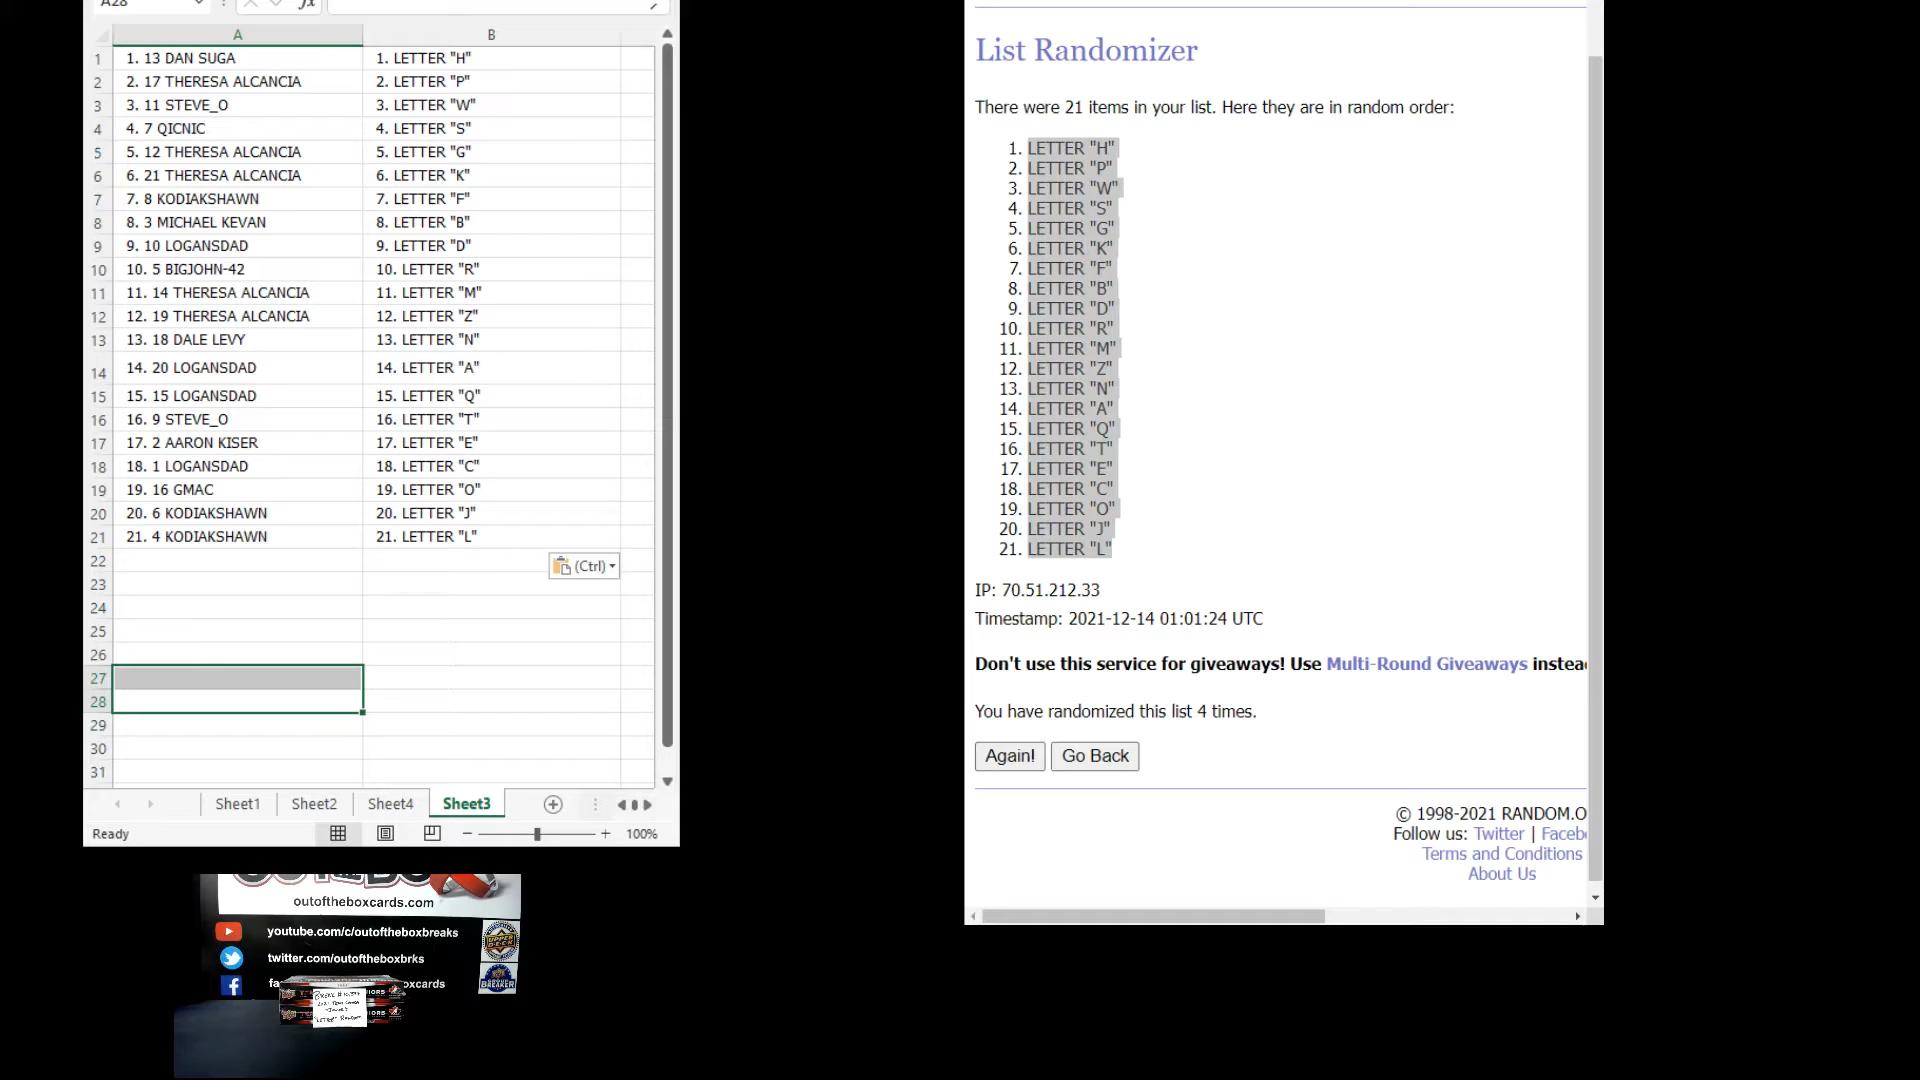 A28
fx
A B
1 1. 13 DAN SUGA 1. LETTER "H"
2 2. 17 THERESA ALCANCIA 2. LETTER "P"
3 3. 11 STEVE_O 3. LETTER "W"
4 4. 7 QICNIC 4. LETTER "S"
5 5. 12 THERESA ALCANCIA 5. LETTER "G"
6 6. 21 THERESA ALCANCIA 6. LETTER "K"
7 7. 8 KODIAKSHAWN 7. LETTER "F"
8 8. 3 MICHAEL KEVAN 8. LETTER "B"
9 9. 10 LOGANSDAD 9. LETTER "D"
10 10. 5 BIGJOHN-42 10. LETTER "R"
11 11. 14 THERESA ALCANCIA 11. LETTER "M"
12 12. 19 THERESA ALCANCIA 12. LETTER "Z"
13 13. 18 DALE LEVY 13. LETTER "N"
14 14. 20 LOGANSDAD 14. LETTER "A"
15 15. 15 LOGANSDAD 15. LETTER "Q"
16 16. 9 STEVE_O 16. LETTER "T"
17 17. 2 AARON KISER 17. LETTER "E"
18 18. 1 LOGANSDAD 18. LETTER "C"
19 19. 16 GMAC 19. LETTER "O"
20 20. 6 KODIAKSHAWN 20. LETTER "J"
21 21. 4 KODIAKSHAWN 21. LETTER "L"
22
(Ctrl)
23
24
25
26
27
28
29
30
31
Sheet1 Sheet2 Sheet4 Sheet3
Ready 100%
outoftheboxcards.com
youtube.com/c/outoftheboxbreaks
twitter.com/outoftheboxbrks
oxcards
UPPER DECK
BREAKER
List Randomizer
There were 21 items in your list. Here they are in random order:
1. LETTER "H"
2. LETTER "P"
3. LETTER "W"
4. LETTER "S"
5. LETTER "G"
6. LETTER "K"
7. LETTER "F"
8. LETTER "B"
9. LETTER "D"
10. LETTER "R"
11. LETTER "M"
12. LETTER "Z"
13. LETTER "N"
14. LETTER "A"
15. LETTER "Q"
16. LETTER "T"
17. LETTER "E"
18. LETTER "C"
19. LETTER "O"
20. LETTER "J"
21. LETTER "L"
IP: 70.51.212.33
Timestamp: 2021-12-14 01:01:24 UTC
Don't use this service for giveaways! Use Multi-Round Giveaways instea
You have randomized this list 4 times.
Again! Go Back
© 1998-2021 RANDOM.O
Follow us: Twitter | Faceb
Terms and Conditions
About Us